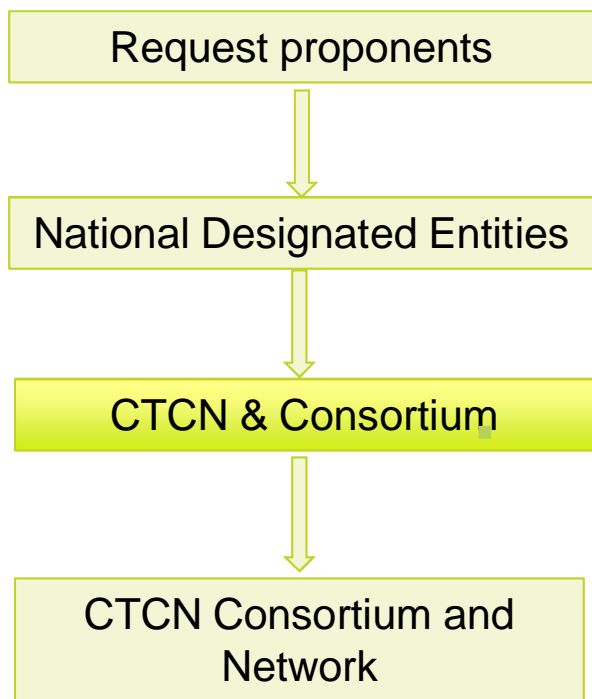 Request proponents
National Designated Entities
CTCN & Consortium
CTCN Consortium and
Network